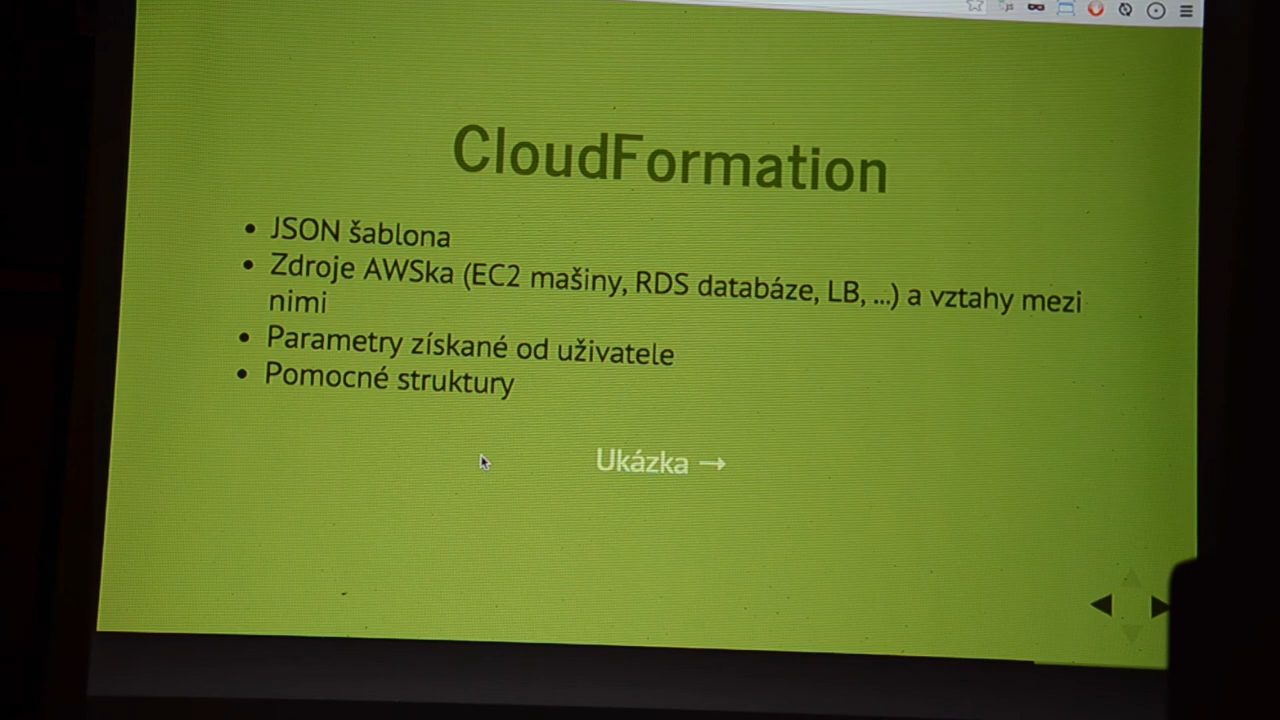 CloudFormation
• JSON šablona
• Zdroje AWSka (EC2 mašiny, RDS databáze, LB, ...) a vztahy mezi
nimi
• Parametry získané od uživatele
• Pomocné struktury
Ukázka →